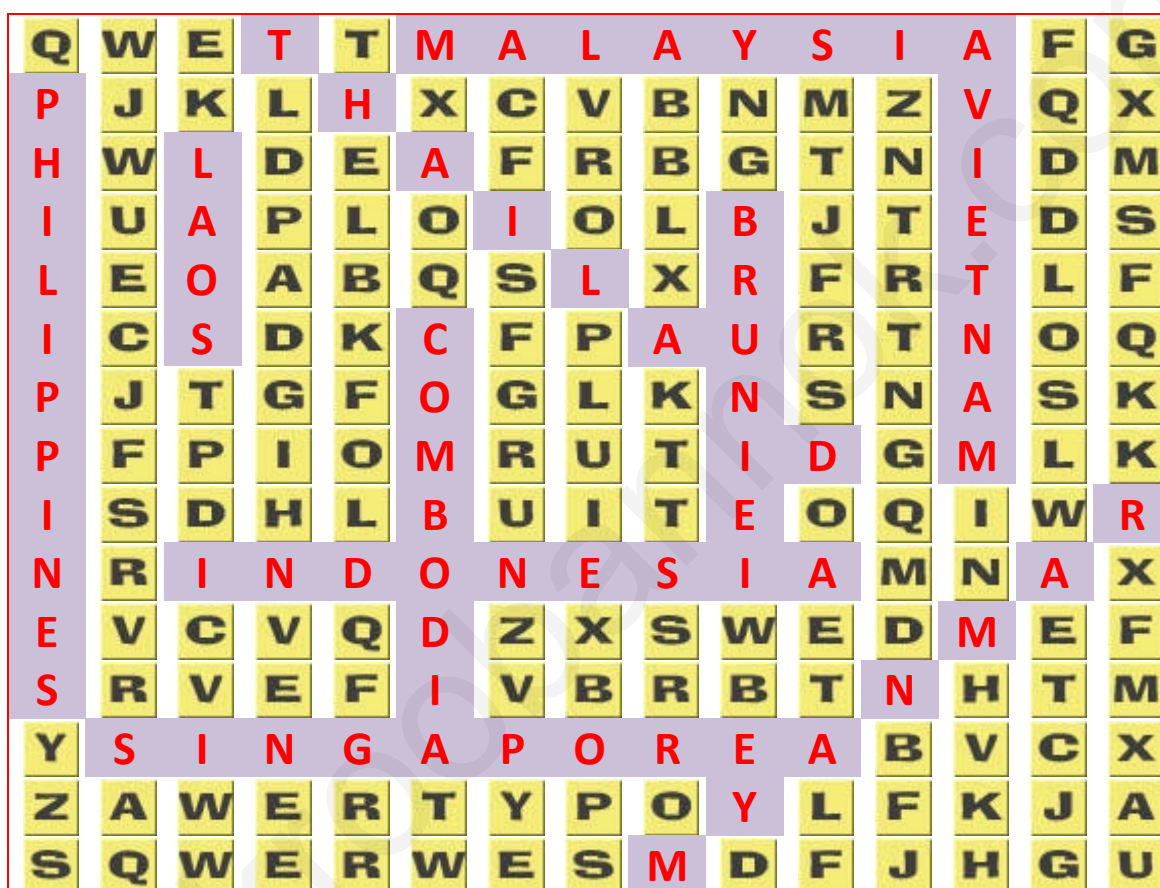 Q W E T T M A L A Y S I A F G
P J K L H X C V B N M Z V Q X
H W L D E A F R B G T N I D M
I U A P L O I O L B J T E D S
L E O A B Q S L X R F R T L F
I C S D K C F P A U R T N O Q
P J T G F O G L K N S N A S K
P F P I O M R U T I D G M L K
I S D H L B U I T E O Q I W R
N R I N D O N E S I A M N A X
E V C V Q D Z X S W E D M E F
S R V E F I V B R B T N H T M
Y S I N G A P O R E A B V C X
Z A W E R T Y P O Y L F K J A
S Q W E R W E S M D F J H G U